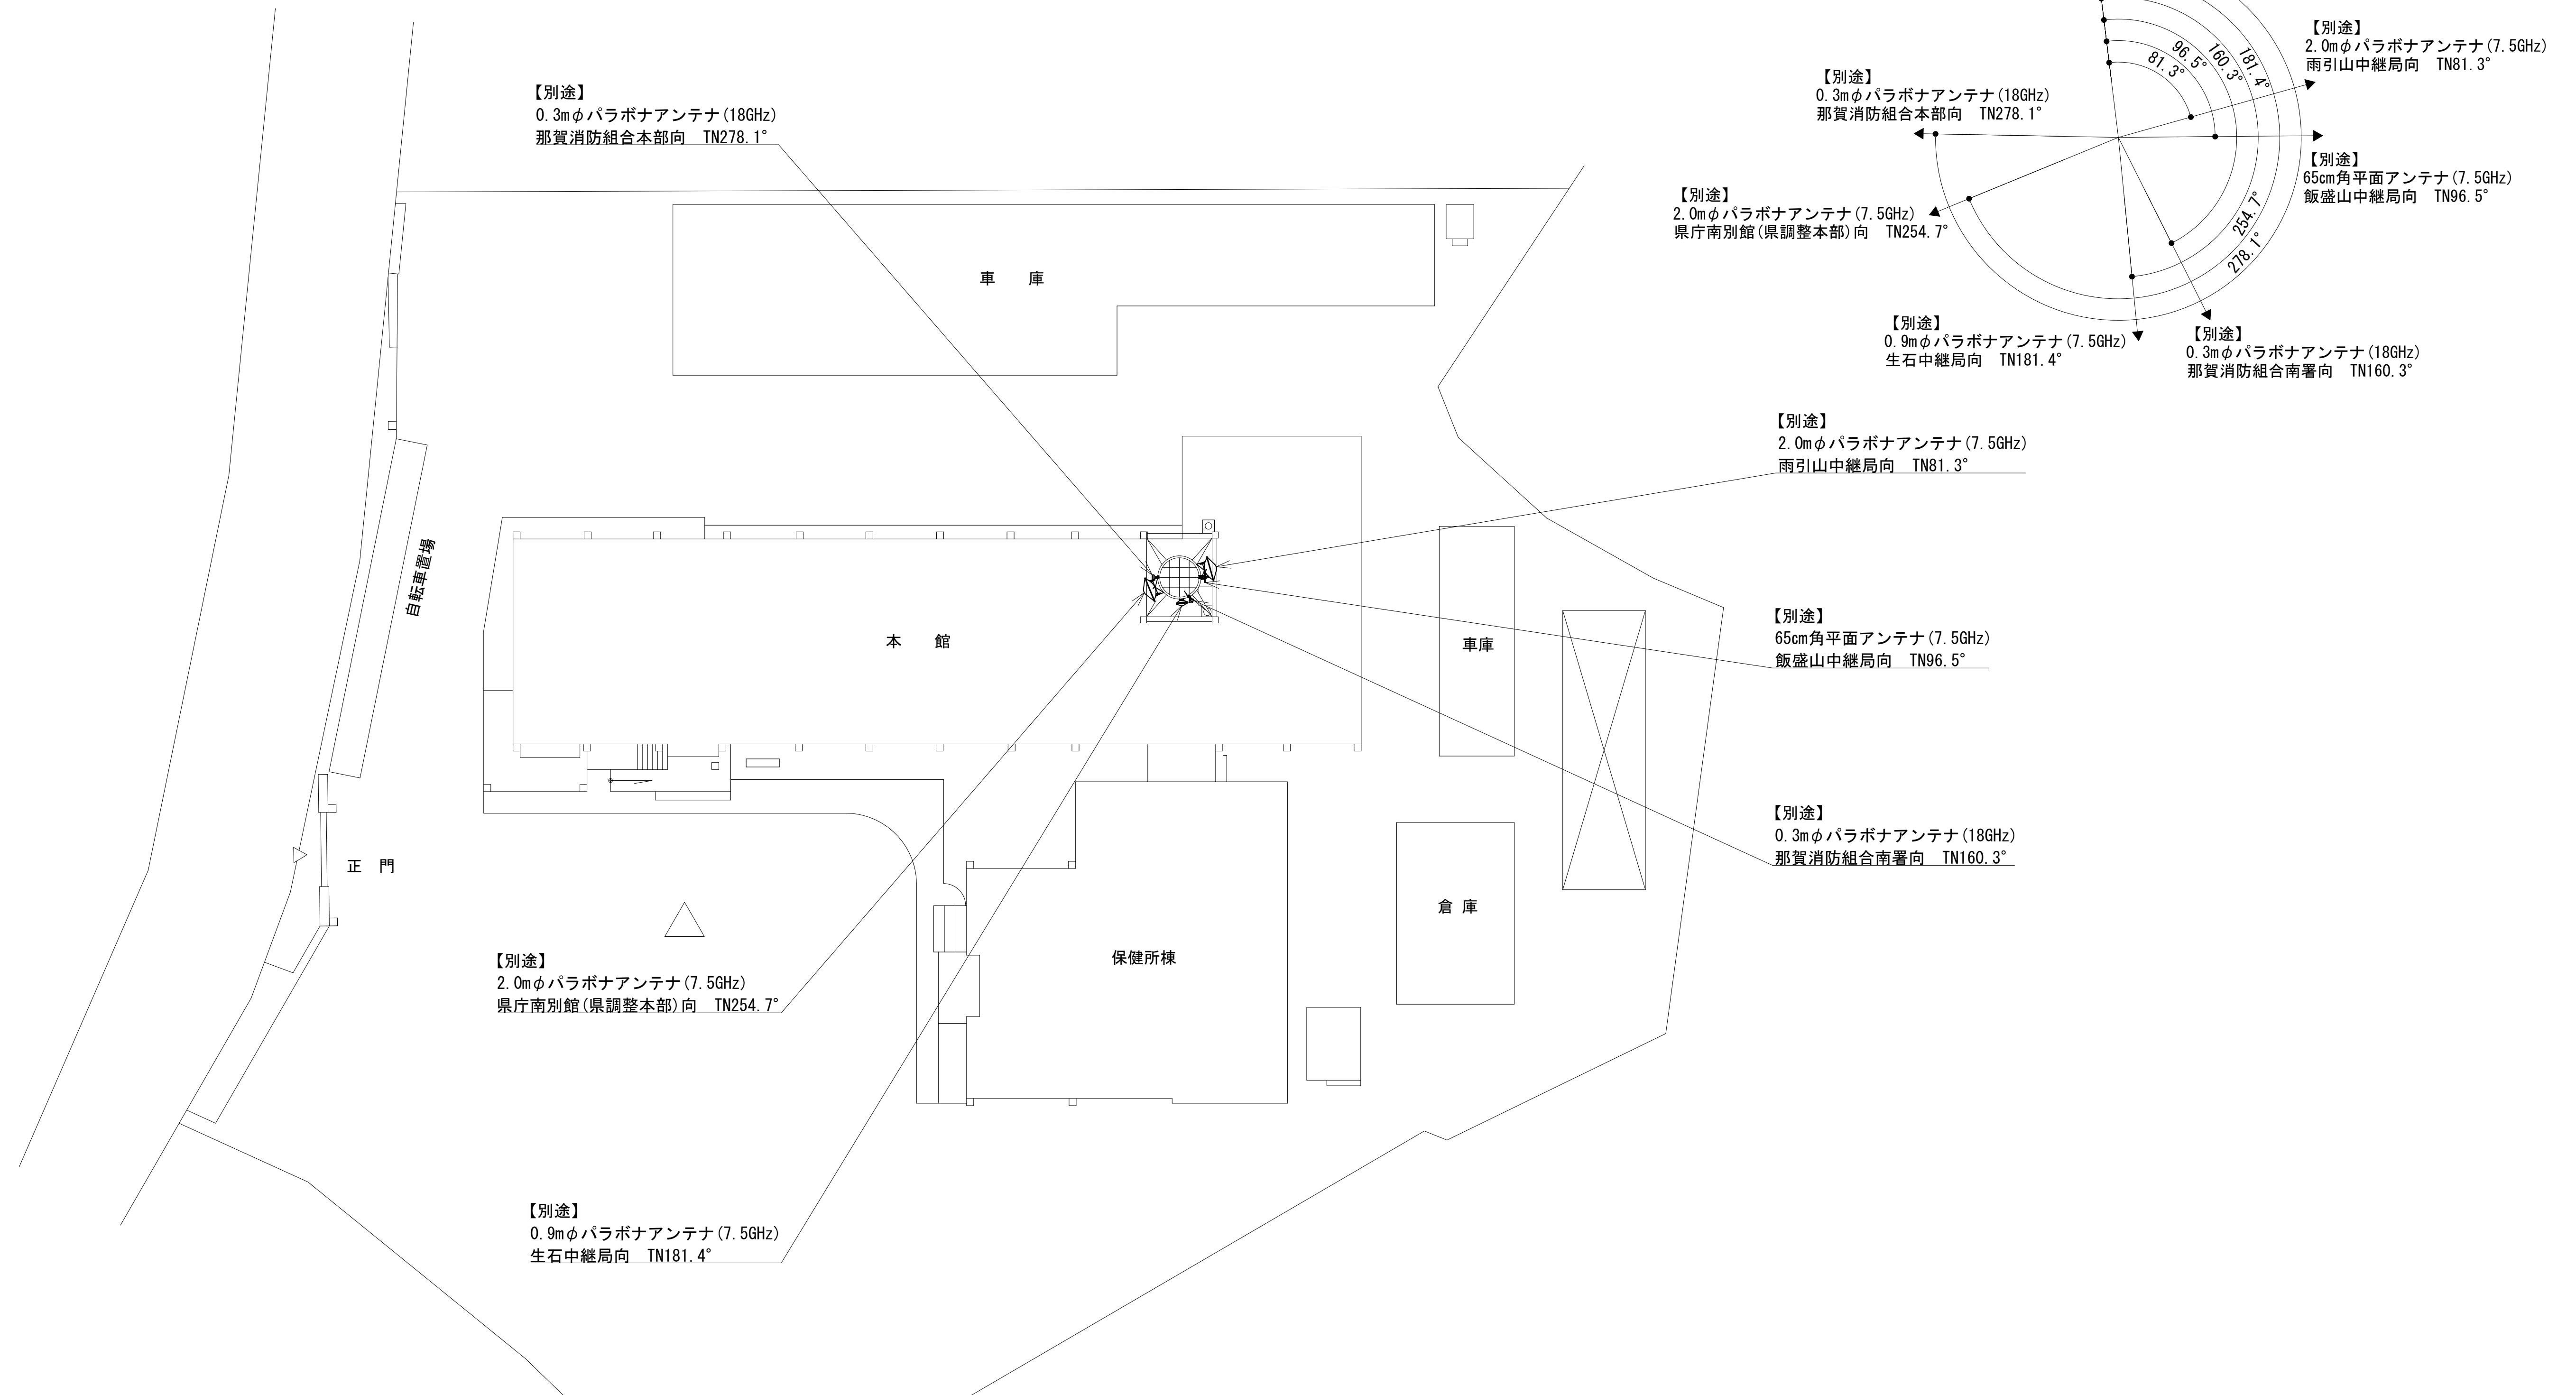 【別途】
0.3mφパラボナアンテナ(18GHz)
那賀消防組合本部向 TN278.1°
【別途】
2.0mφパラボナアンテナ(7.5GHz)
雨引山中継局向 TN81.3°
【別途】
0.3mφパラボナアンテナ(18GHz)
那賀消防組合本部向 TN278.1°
81.3°
96.5°
160.3°
181.4°
254.7°
278.1°
【別途】
65cm角平面アンテナ(7.5GHz)
飯盛山中継局向 TN96.5°
【別途】
2.0mφパラボナアンテナ(7.5GHz)
県庁南別館(県調整本部)向 TN254.7°
【別途】
0.9mφパラボナアンテナ(7.5GHz)
生石中継局向 TN181.4°
【別途】
0.3mφパラボナアンテナ(18GHz)
那賀消防組合南署向 TN160.3°
車 庫
【別途】
2.0mφパラボナアンテナ(7.5GHz)
雨引山中継局向 TN81.3°
自転車置場
本 館
車庫
【別途】
65cm角平面アンテナ(7.5GHz)
飯盛山中継局向 TN96.5°
【別途】
0.3mφパラボナアンテナ(18GHz)
那賀消防組合南署向 TN160.3°
正 門
倉 庫
保健所棟
【別途】
2.0mφパラボナアンテナ(7.5GHz)
県庁南別館(県調整本部)向 TN254.7°
【別途】
0.9mφパラボナアンテナ(7.5GHz)
生石中継局向 TN181.4°